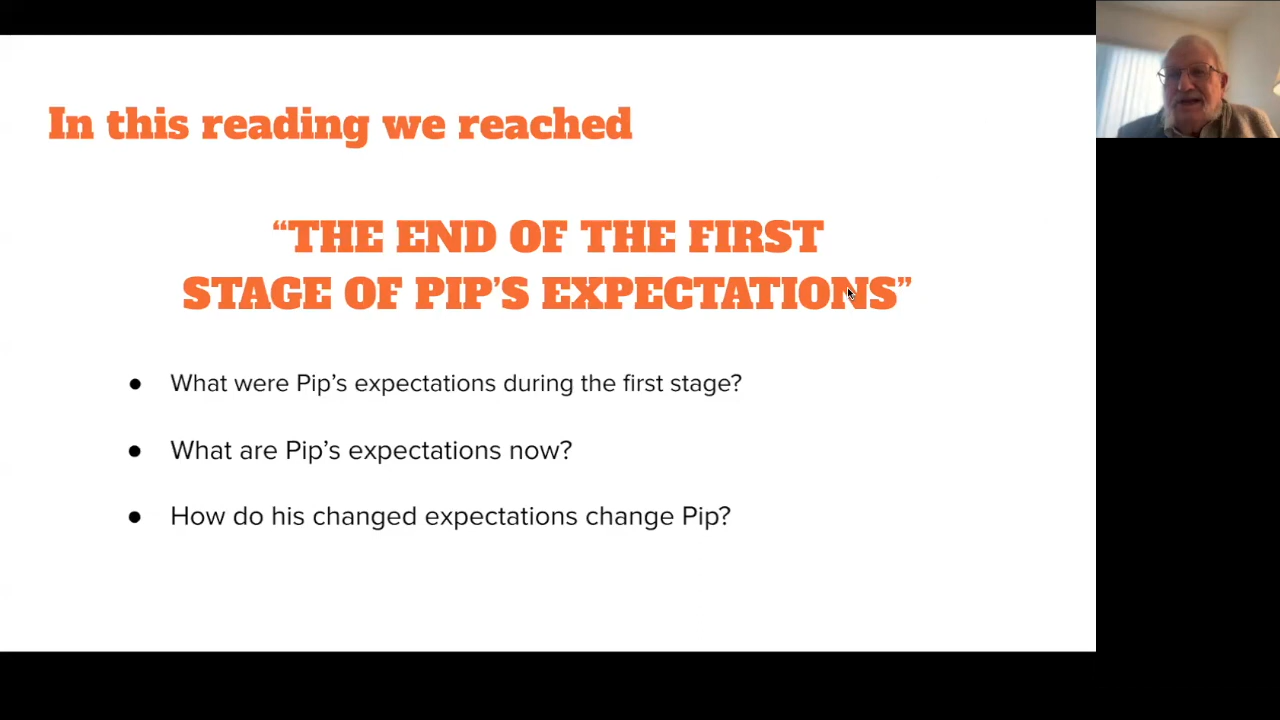 In this reading we reached
“THE END OF THE FIRST
STAGE OF PIP’S EXPECTATIONS”
● What were Pip’s expectations during the first stage?
● What are Pip’s expectations now?
● How do his changed expectations change Pip?